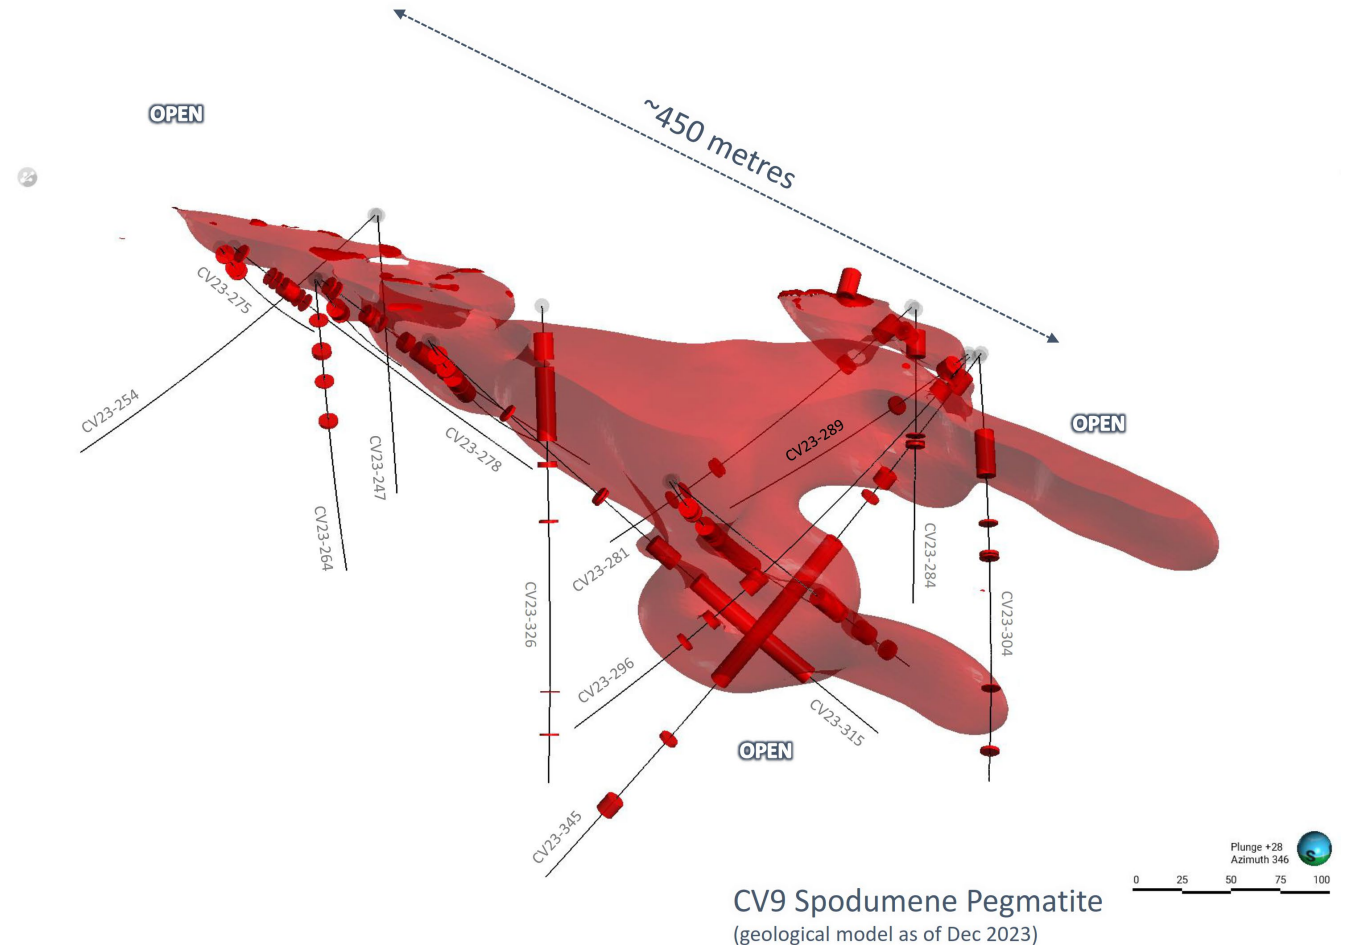 OPEN
~450 metres
CV23-275
CV23-254
CV23-247
CV23-264
CV23-278
CV23-289
OPEN
CV23-281
CV23-284
CV23-326
CV23-304
CV23-296
CV23-315
OPEN
CV23-345
Plunge +28
Azimuth 346
S
0 25 50 75 100
CV9 Spodumene Pegmatite
(geological model as of Dec 2023)